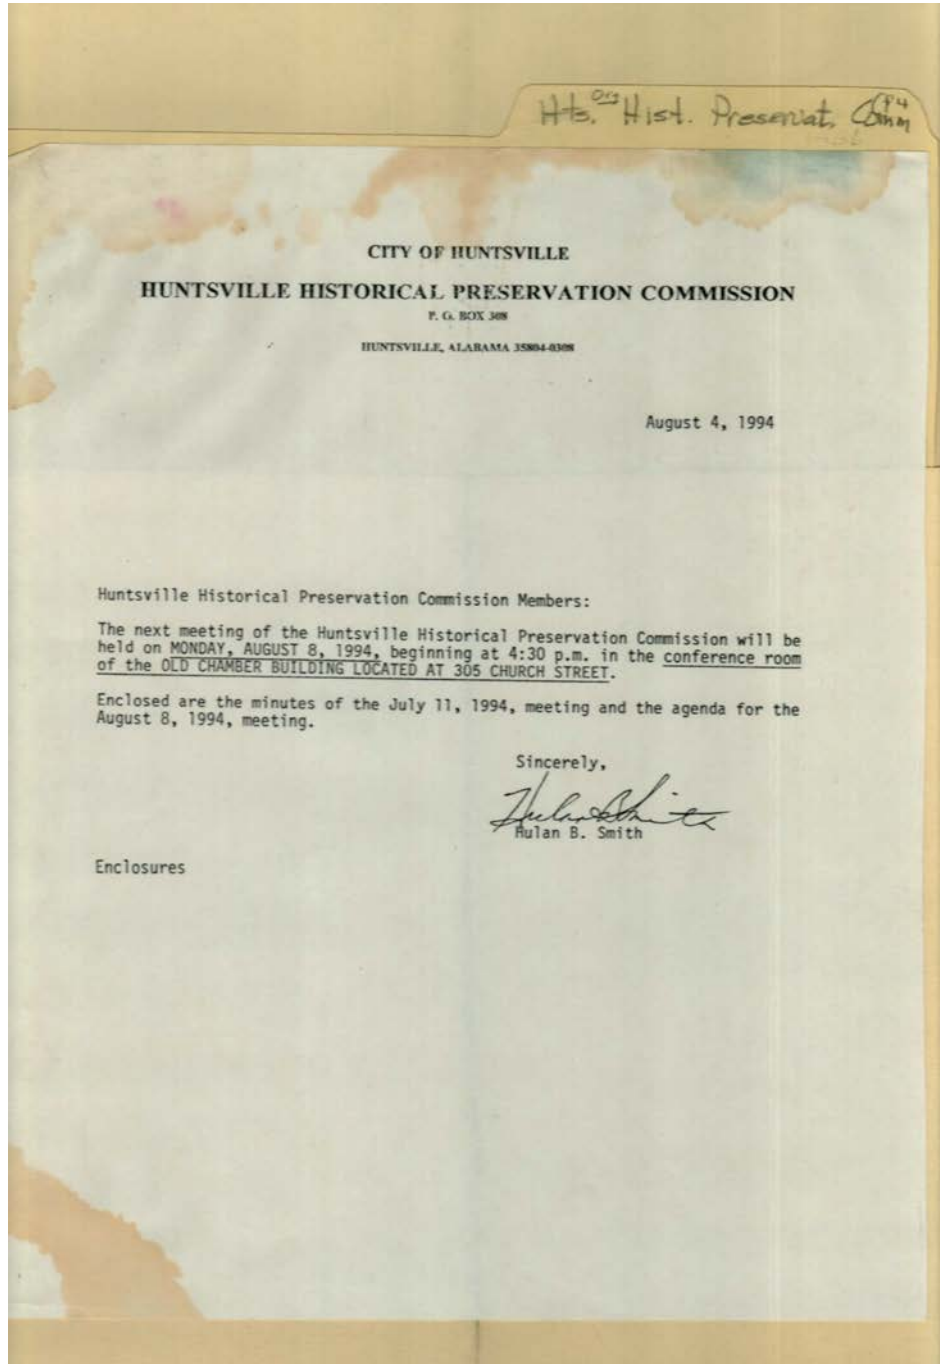 Org P4
Hts. Hist. Preservat. Comm
CITY OF HUNTSVILLE
HUNTSVILLE HISTORICAL PRESERVATION COMMISSION
P. O. BOX 308
HUNTSVILLE, ALABAMA 35804-0308
August 4, 1994
Huntsville Historical Preservation Commission Members:
The next meeting of the Huntsville Historical Preservation Commission will be
held on MONDAY, AUGUST 8, 1994, beginning at 4:30 p.m. in the conference room
of the OLD CHAMBER BUILDING LOCATED AT 305 CHURCH STREET.
Enclosed are the minutes of the July 11, 1994, meeting and the agenda for the
August 8, 1994, meeting.
Sincerely,
Hulan B Smith
Hulan B. Smith
Enclosures